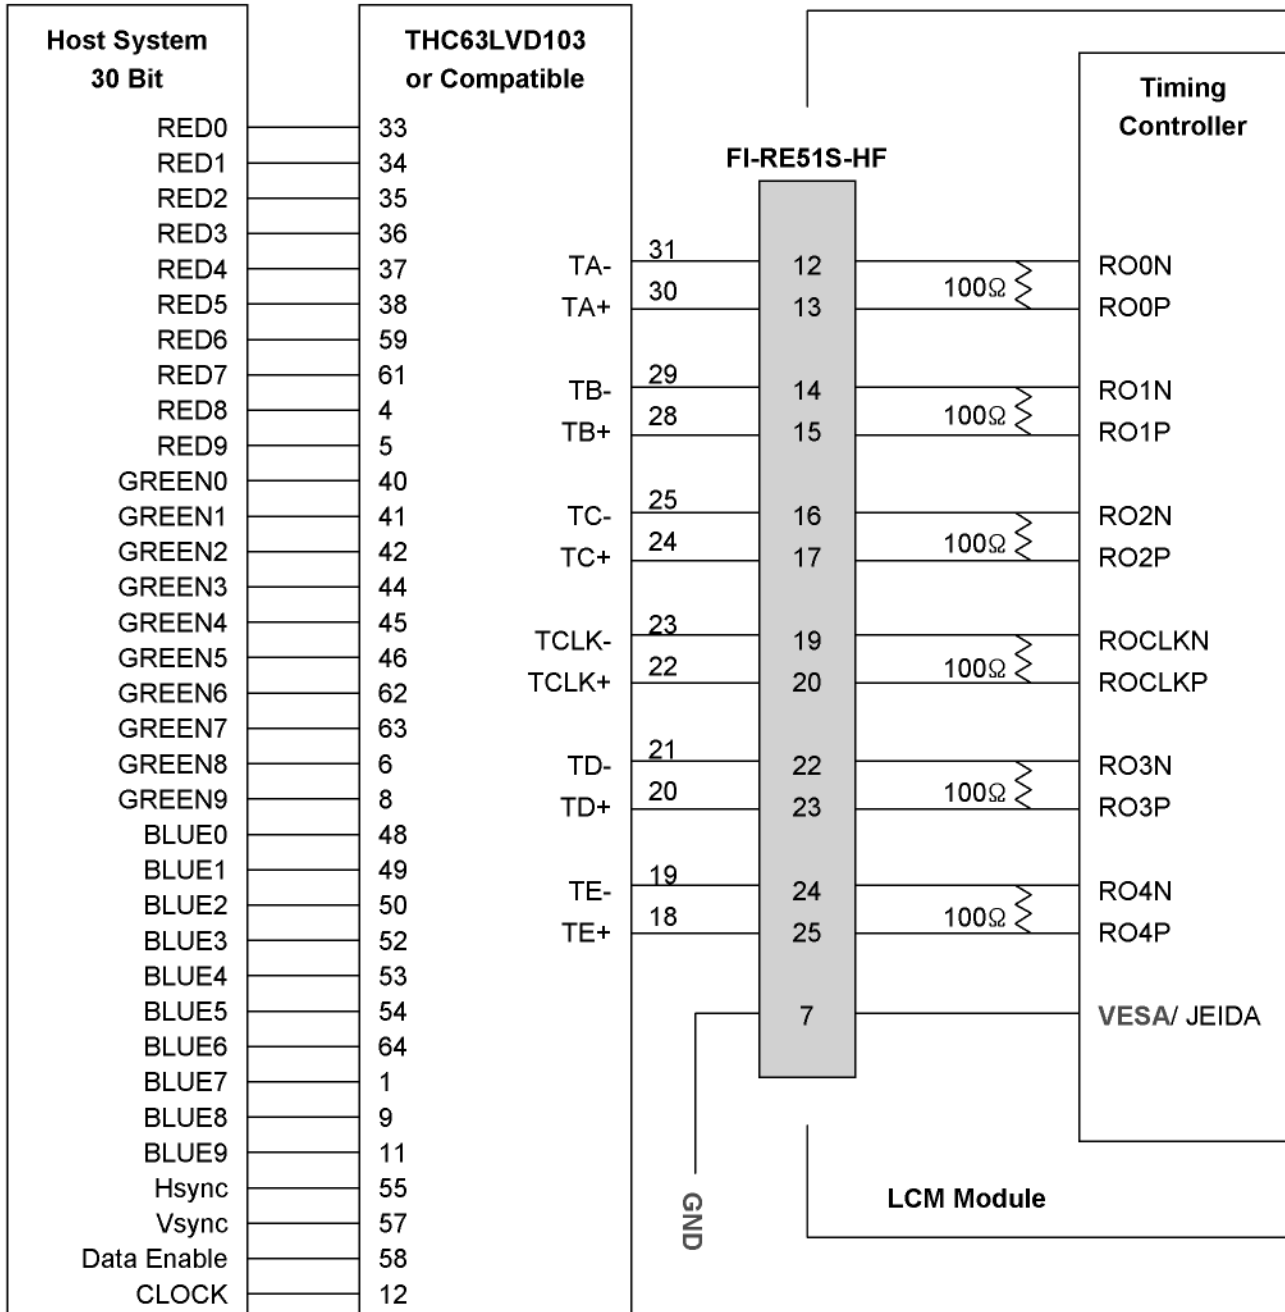 Host System
30 Bit
RED0
RED1
RED2
RED3
RED4
RED5
RED6
RED7
RED8
RED9
GREEN0
GREEN1
GREEN2
GREEN3
GREEN4
GREEN5
GREEN6
GREEN7
GREEN8
GREEN9
BLUE0
BLUE1
BLUE2
BLUE3
BLUE4
BLUE5
BLUE6
BLUE7
BLUE8
BLUE9
Hsync
Vsync
Data Enable
CLOCK
THC63LVD103
or Compatible
33
34
35
36
37
38
59
61
4
5
40
41
42
44
45
46
62
63
6
8
48
49
50
52
53
54
64
1
9
11
55
57
58
12
TA- 31
TA+ 30
TB- 29
TB+ 28
TC- 25
TC+ 24
TCLK- 23
TCLK+ 22
TD- 21
TD+ 20
TE- 19
TE+ 18
GND
FI-RE51S-HF
12
13
14
15
16
17
19
20
22
23
24
25
7
100Ω
100Ω
100Ω
100Ω
100Ω
100Ω
Timing
Controller
RO0N
RO0P
RO1N
RO1P
RO2N
RO2P
ROCLKN
ROCLKP
RO3N
RO3P
RO4N
RO4P
VESA/ JEIDA
LCM Module